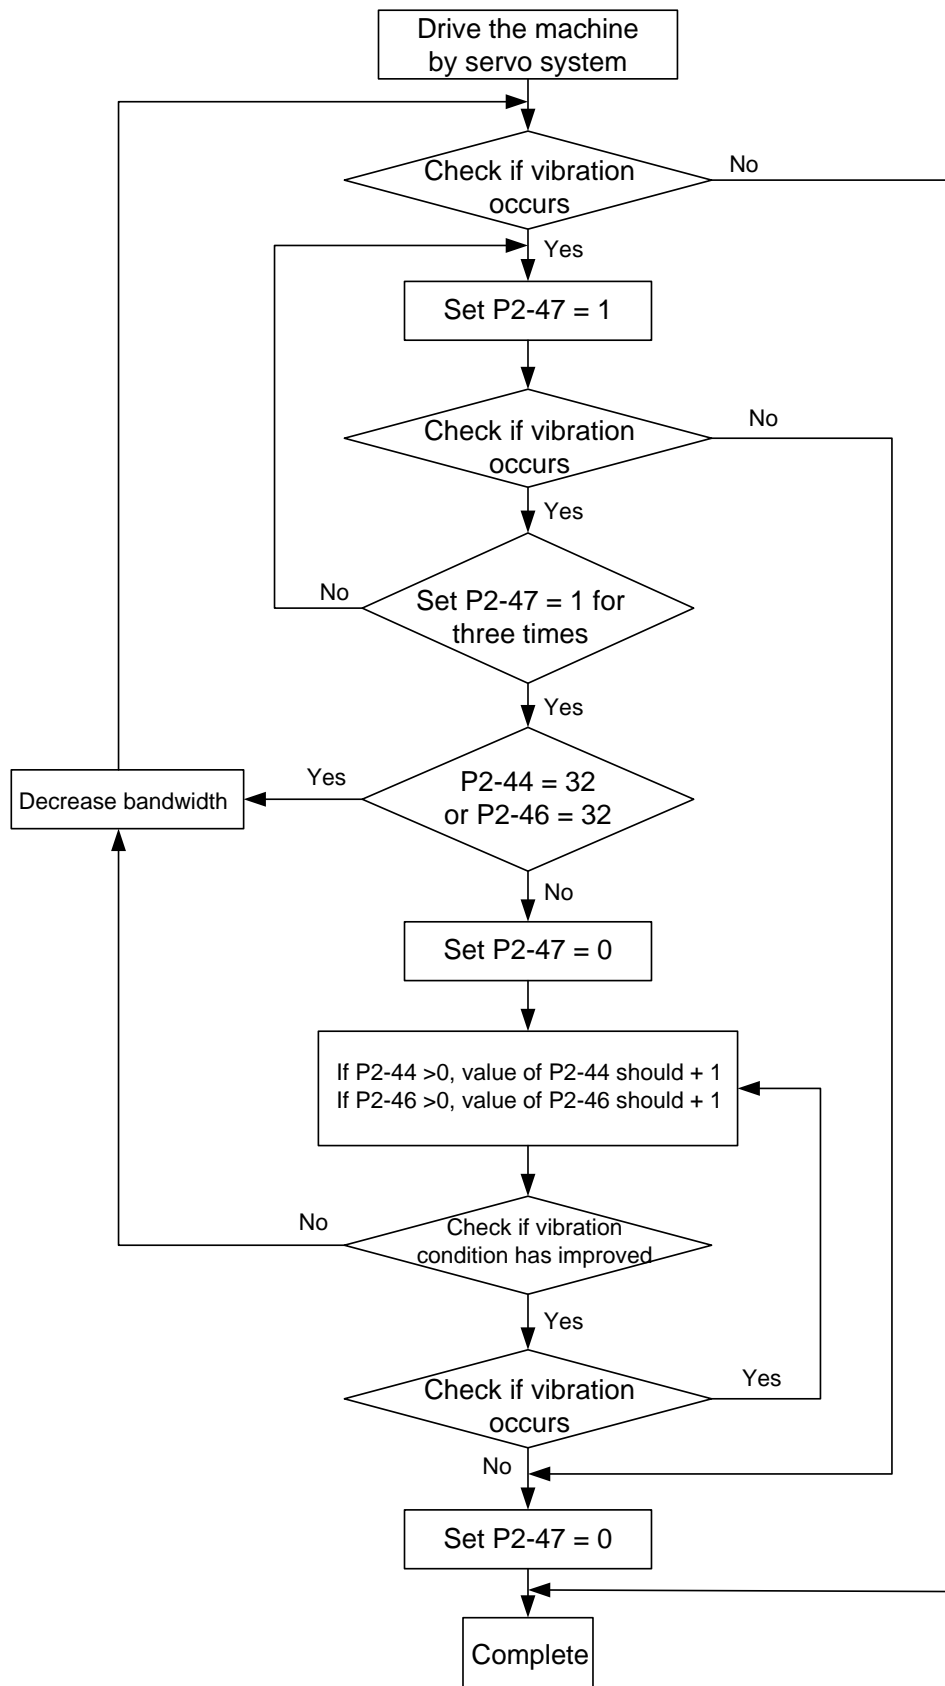 Drive the machine
by servo system
Check if vibration
occurs
No
Yes
Set P2-47 = 1
Check if vibration
occurs
No
Yes
Set P2-47 = 1 for
three times
No
Yes
P2-44 = 32
or P2-46 = 32
Yes
Decrease bandwidth
No
Set P2-47 = 0
If P2-44 >0, value of P2-44 should + 1
If P2-46 >0, value of P2-46 should + 1
Check if vibration
condition has improved
No
Yes
Check if vibration
occurs
Yes
No
Set P2-47 = 0
Complete